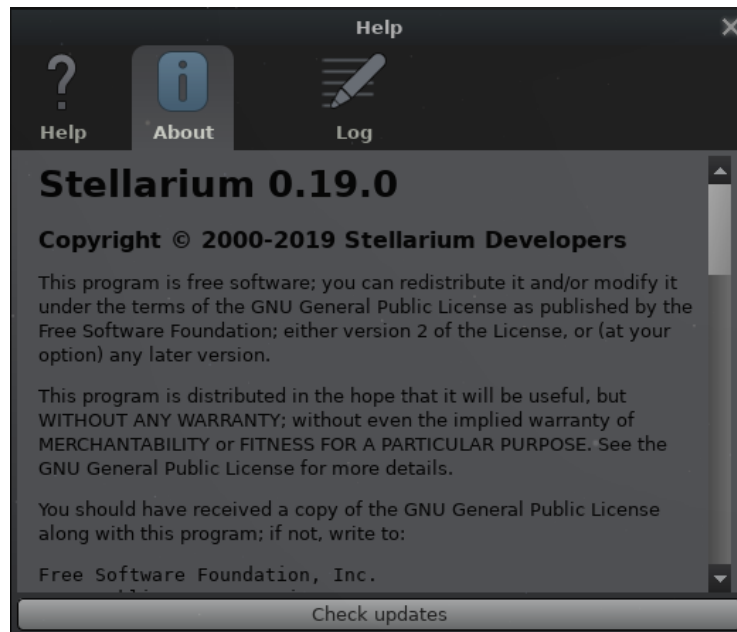 Help
Help
About
Log
Stellarium 0.19.0
Copyright © 2000-2019 Stellarium Developers
This program is free software; you can redistribute it and/or modify it
under the terms of the GNU General Public License as published by the
Free Software Foundation; either version 2 of the License, or (at your
option) any later version.
This program is distributed in the hope that it will be useful, but
WITHOUT ANY WARRANTY; without even the implied warranty of
MERCHANTABILITY or FITNESS FOR A PARTICULAR PURPOSE. See the
GNU General Public License for more details.
You should have received a copy of the GNU General Public License
along with this program; if not, write to:
Free Software Foundation, Inc.
Check updates